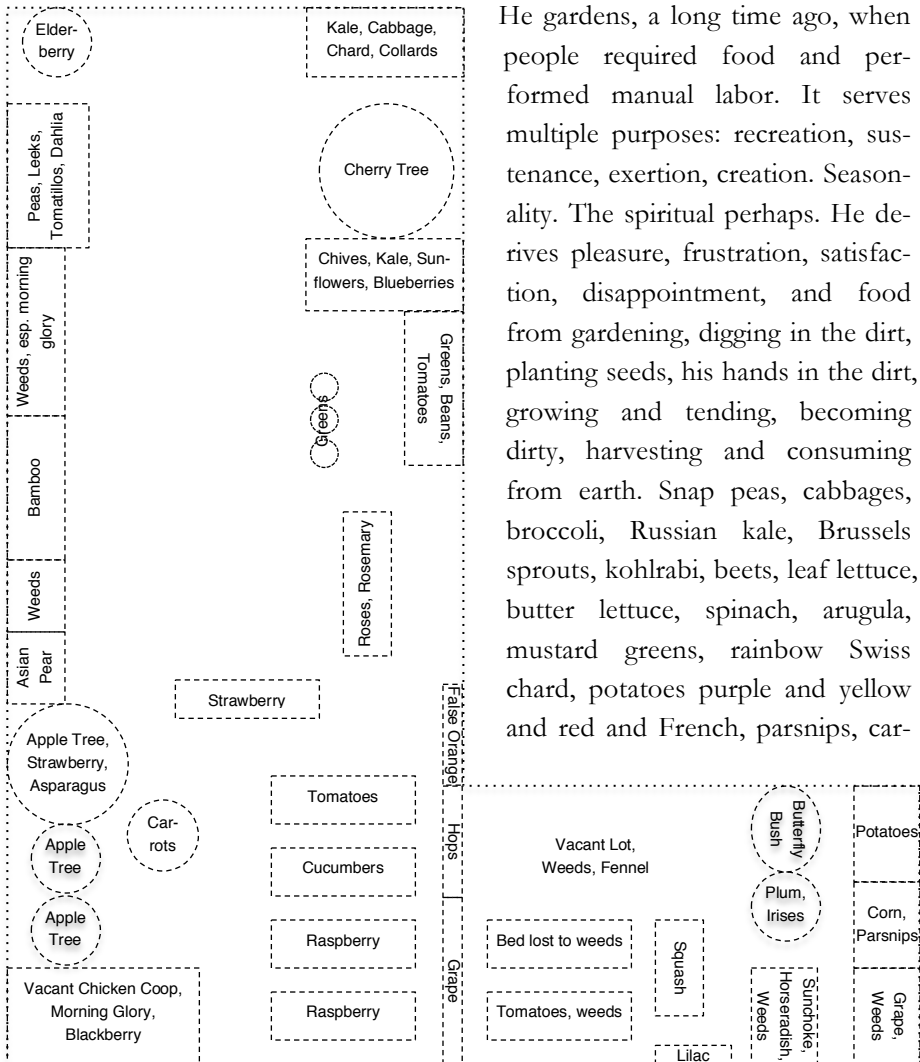 He gardens, a long time ago, when
people required food and per-
formed manual labor. It serves
multiple purposes: recreation, sus-
tenance, exertion, creation. Season-
ality. The spiritual perhaps. He de-
rives pleasure, frustration, satisfac-
tion, disappointment, and food
from gardening, digging in the dirt,
planting seeds, his hands in the dirt,
growing and tending, becoming
dirty, harvesting and consuming
from earth. Snap peas, cabbages,
broccoli, Russian kale, Brussels
sprouts, kohlrabi, beets, leaf lettuce,
butter lettuce, spinach, arugula,
mustard greens, rainbow Swiss
chard, potatoes purple and yellow
and red and French, parsnips, car-
Elder-
berry
Kale, Cabbage,
Chard, Collards
Peas, Leeks,
Tomatillos, Dahlia
Cherry Tree
Weeds, esp. morning
glory
Chives, Kale, Sun-
flowers, Blueberries
Greens, Beans,
Tomatoes
Greens
Bamboo
Roses, Rosemary
Weeds
Asian
Pear
Strawberry
False Orange
Apple Tree,
Strawberry,
Asparagus
Tomatoes
Car-
rots
Hops
Apple
Tree
Cucumbers
Apple
Tree
Raspberry
Grape
Vacant Chicken Coop,
Morning Glory,
Blackberry
Raspberry
Vacant Lot,
Weeds, Fennel
Butterfly
Bush
Potatoes
Plum,
Irises
Corn,
Parsnips
Bed lost to weeds
Squash
Tomatoes, weeds
Sunchoke,
Horseradish,
Weeds
Grape,
Weeds
Lilac